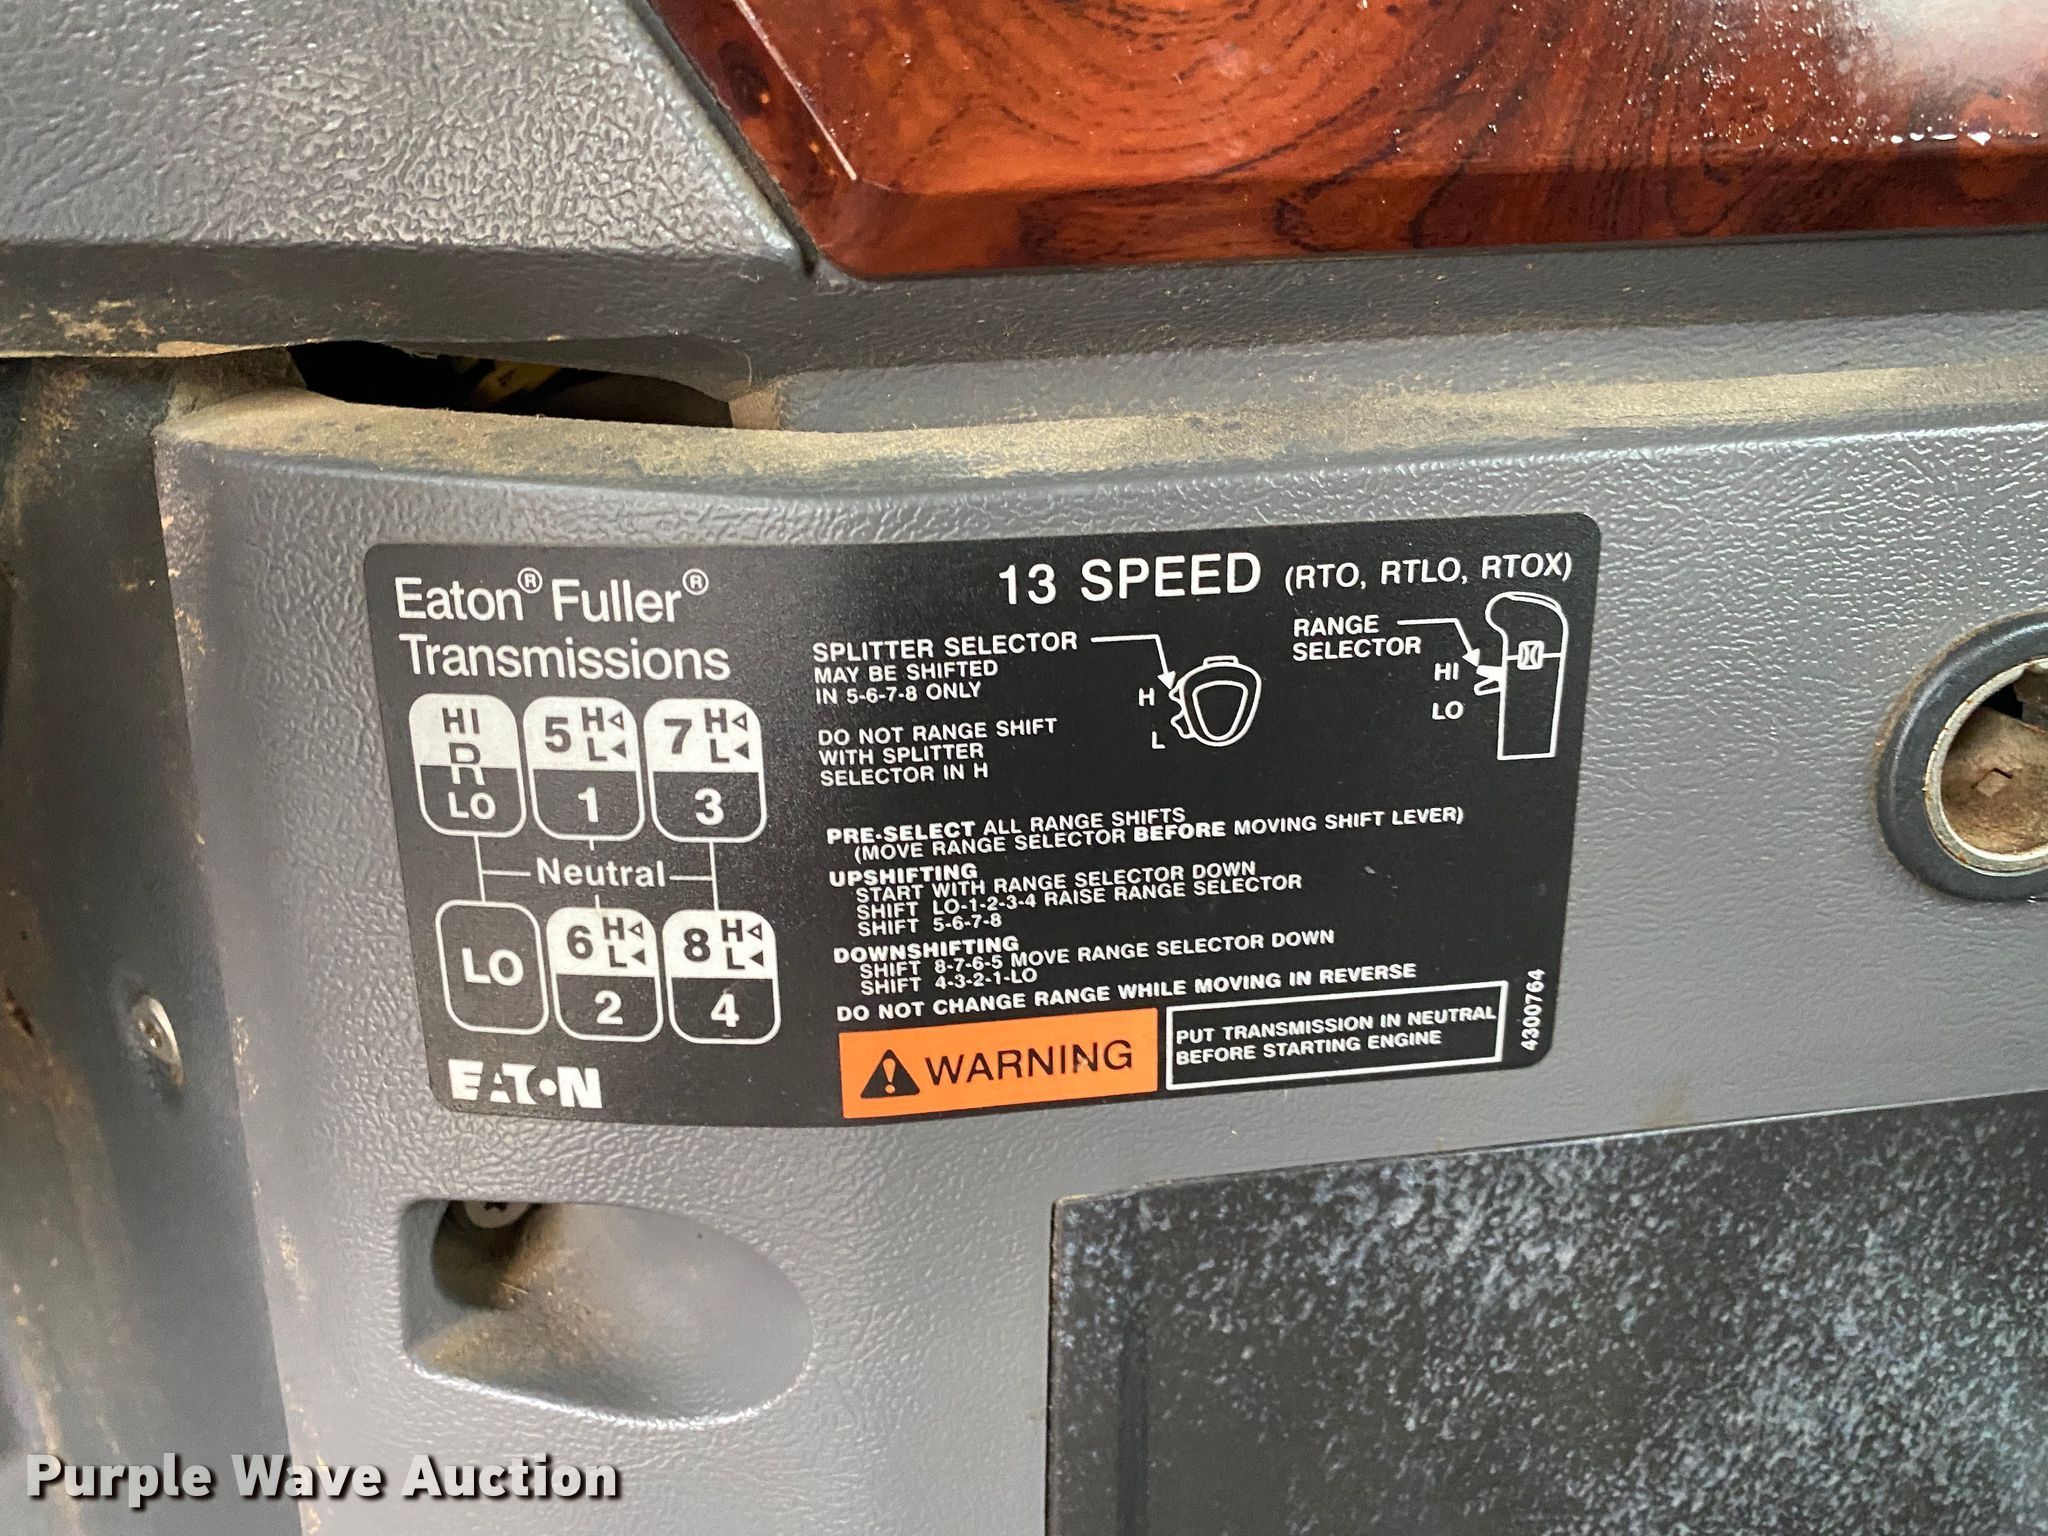 Eaton® Fuller®
Transmissions
13 SPEED (RTO, RTLO, RTOX)
SPLITTER SELECTOR
MAY BE SHIFTED
IN 5-6-7-8 ONLY
DO NOT RANGE SHIFT
WITH SPLITTER
SELECTOR IN H
H
L
RANGE
SELECTOR
HI
LO
HI
R
LO
5 H◁
L◀
1
7 H◁
L◀
3
Neutral
LO
6 H◁
L◀
2
8 H◁
L◀
4
EATON
PRE-SELECT ALL RANGE SHIFTS
(MOVE RANGE SELECTOR BEFORE MOVING SHIFT LEVER)
UPSHIFTING
START WITH RANGE SELECTOR DOWN
SHIFT LO-1-2-3-4 RAISE RANGE SELECTOR
SHIFT 5-6-7-8
DOWNSHIFTING
SHIFT 8-7-6-5 MOVE RANGE SELECTOR DOWN
SHIFT 4-3-2-1-LO
DO NOT CHANGE RANGE WHILE MOVING IN REVERSE
WARNING
PUT TRANSMISSION IN NEUTRAL
BEFORE STARTING ENGINE
4300764
Purple Wave Auction